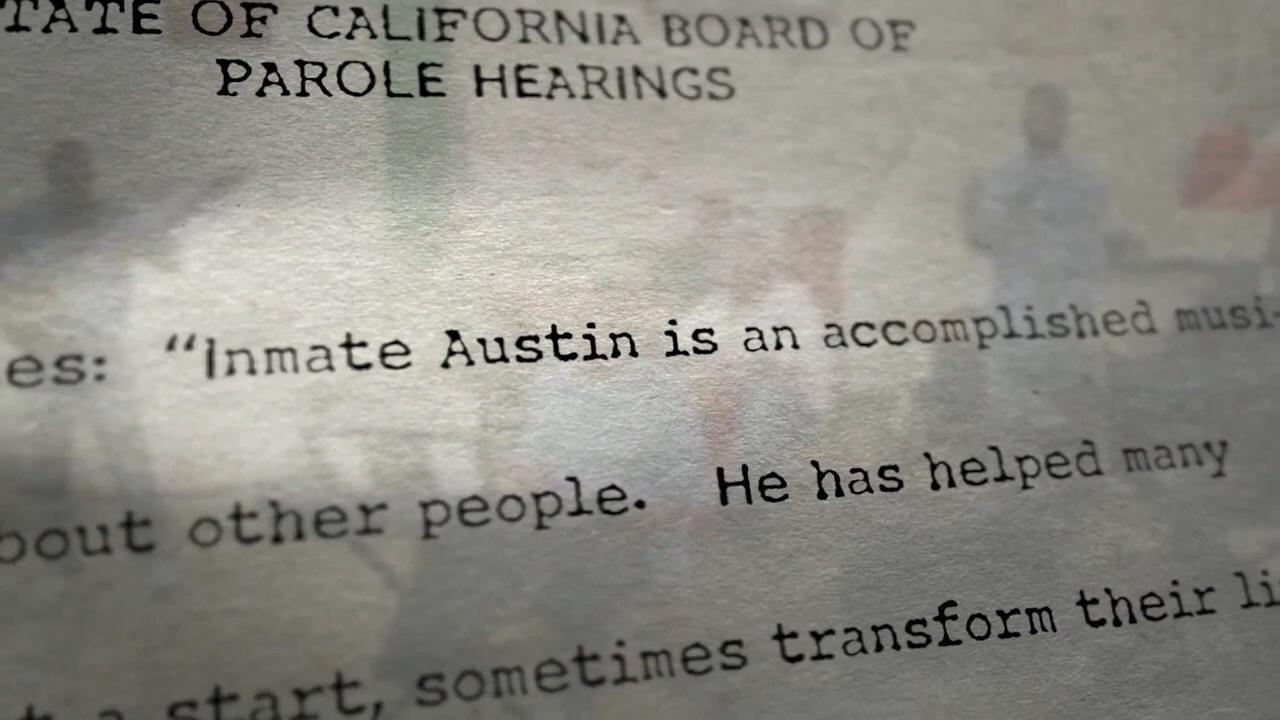 TATE OF CALIFORNIA BOARD OF
PAROLE HEARINGS
es: “Inmate Austin is an accomplished musi-
bout other people. He has helped many
t a start, sometimes transform their li